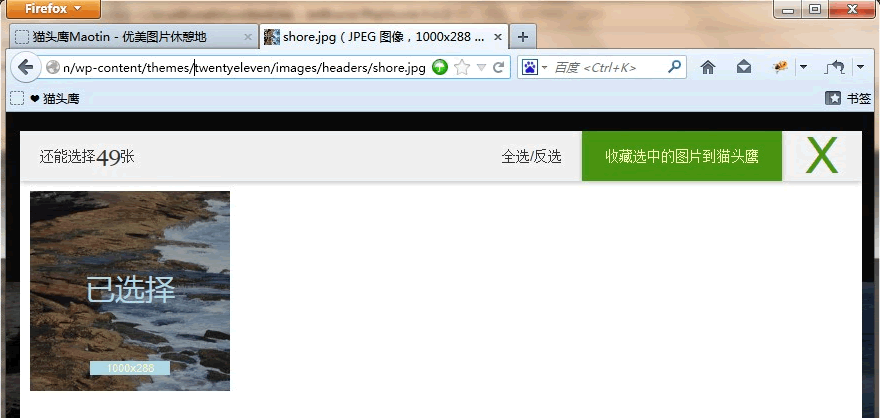 Firefox
猫头鹰Maotin - 优美图片休憩地
shore.jpg ( JPEG 图像，1000x288 ...
n/wp-content/themes/twentyeleven/images/headers/shore.jpg
百度 <Ctrl+K>
❤ 猫头鹰
书签
还能选择49张
全选/反选
收藏选中的图片到猫头鹰
X
已选择
1000x288